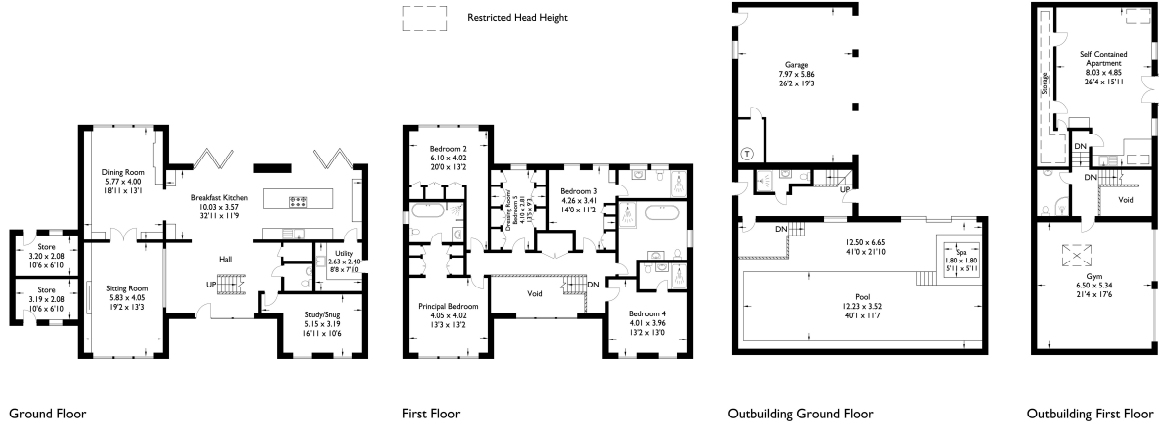 Restricted Head Height
Dining Room
5.77 x 4.00
18'11 x 13'1
Breakfast Kitchen
10.03 x 3.57
32'11 x 11'9
Store
3.20 x 2.08
10'6 x 6'10
Store
3.19 x 2.08
10'6 x 6'10
Sitting Room
5.83 x 4.05
19'2 x 13'3
Hall
UP
Utility
2.63 x 2.40
8'8 x 7'10
Study/Snug
5.15 x 3.19
16'11 x 10'6
Ground Floor
Bedroom 2
6.10 x 4.02
20'0 x 13'2
Dressing Room/
Bedroom 5
4.10 x 2.81
13'5 x 9'3
Bedroom 3
4.26 x 3.41
14'0 x 11'2
Principal Bedroom
4.05 x 4.02
13'3 x 13'2
Void
DN
Bedroom 4
4.01 x 3.96
13'2 x 13'0
First Floor
Garage
7.97 x 5.86
26'2 x 19'3
T
UP
DN
12.50 x 6.65
41'0 x 21'10
Spa
1.80 x 1.80
5'11 x 5'11
Pool
12.23 x 3.52
40'1 x 11'7
Outbuilding Ground Floor
Self Contained
Apartment
8.03 x 4.85
26'4 x 15'11
Storage
DN
DN
Void
Gym
6.50 x 5.34
21'4 x 17'6
Outbuilding First Floor